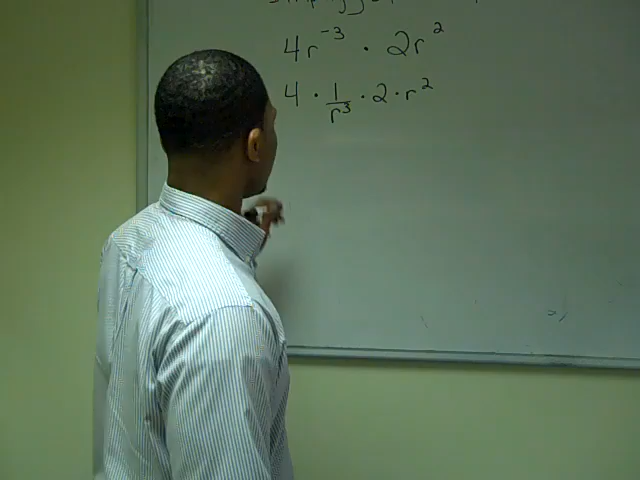 4r⁻³ · 2r²
4 · 1/r³ · 2 · r²